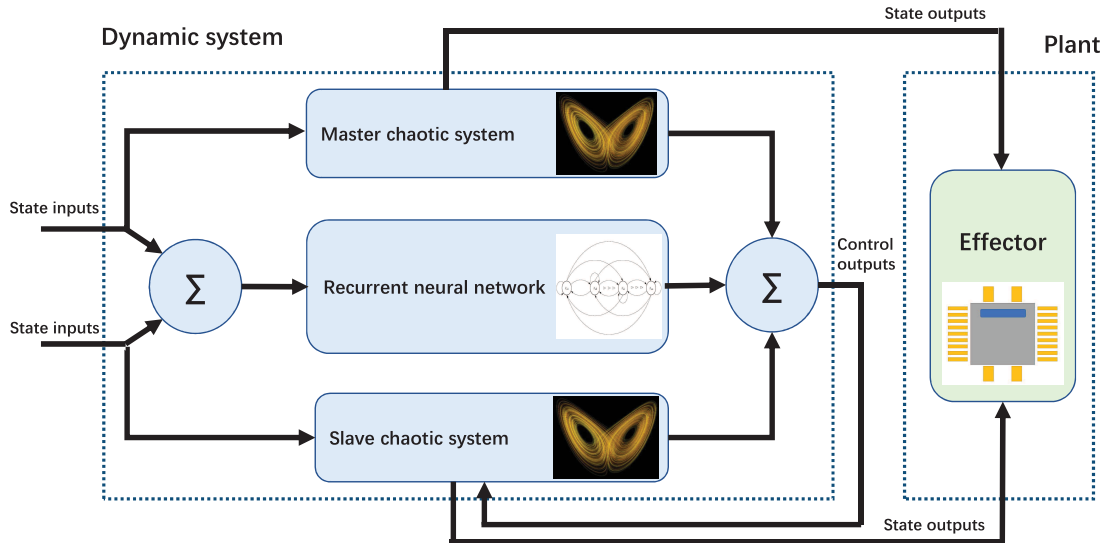 State outputs
Dynamic system
Plant
Master chaotic system
State inputs
Σ
Recurrent neural network
Σ
Control
outputs
Effector
State inputs
Slave chaotic system
State outputs